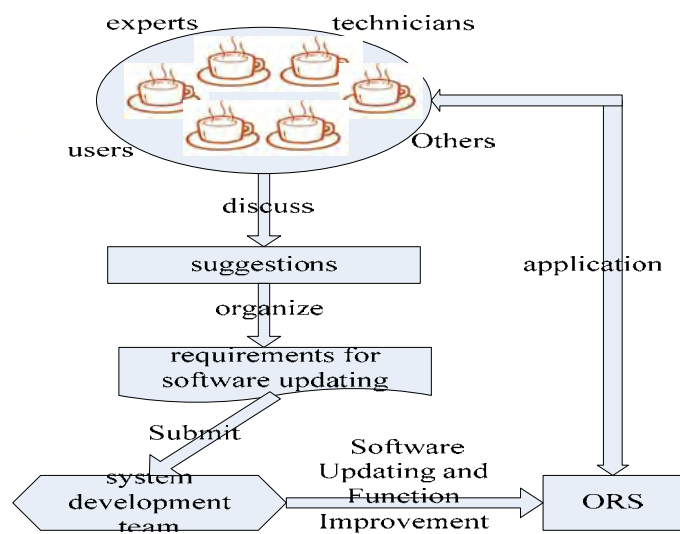 experts
technicians
users
Others
discuss
suggestions
application
organize
requirements for
software updating
Submit
system
development
team
Software
Updating and
Function
Improvement
ORS